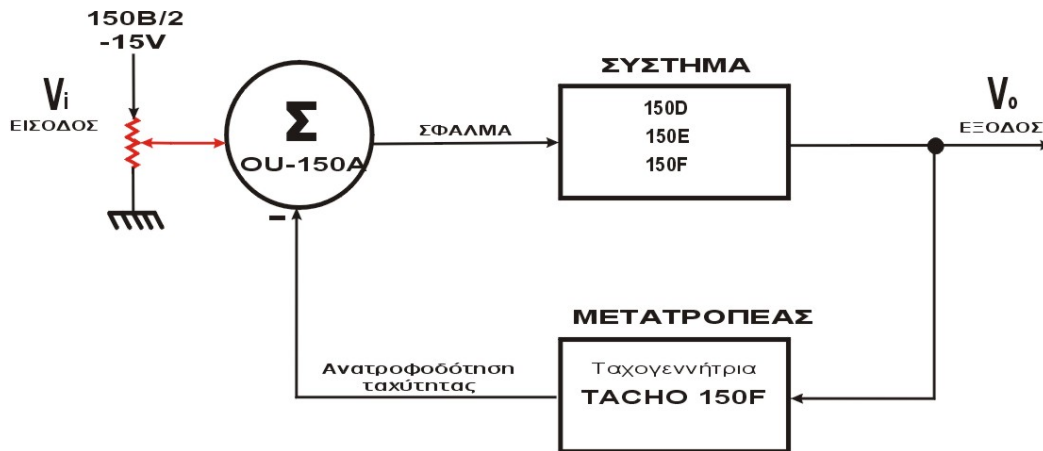 150B/2
-15V
Vi
ΕΙΣΟΔΟΣ
Σ
OU-150A
ΣΦΑΛΜΑ
ΣΥΣΤΗΜΑ
150D
150E
150F
Vo
ΕΞΟΔΟΣ
-
ΜΕΤΑΤΡΟΠΕΑΣ
Ανατροφοδότηση
ταχύτητας
Ταχογεννήτρια
TACHO 150F